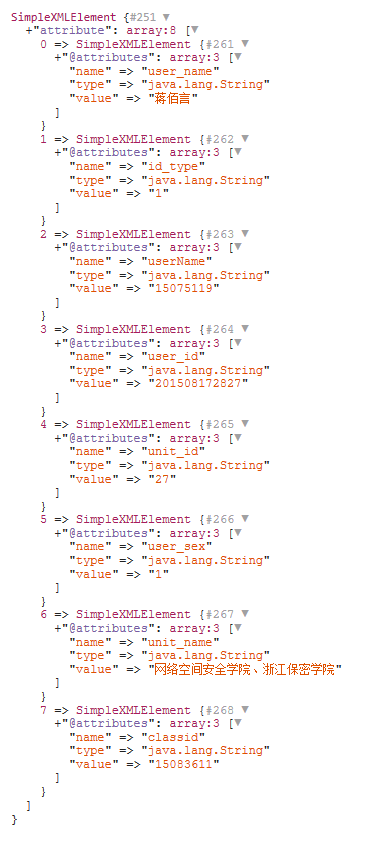 SimpleXMLElement {#251 ▼
+"attribute": array:8 [▼
0 => SimpleXMLElement {#261 ▼
+"@attributes": array:3 [▼
"name" => "user_name"
"type" => "java.lang.String"
"value" => "蒋佰言"
]
}
1 => SimpleXMLElement {#262 ▼
+"@attributes": array:3 [▼
"name" => "id_type"
"type" => "java.lang.String"
"value" => "1"
]
}
2 => SimpleXMLElement {#263 ▼
+"@attributes": array:3 [▼
"name" => "userName"
"type" => "java.lang.String"
"value" => "15075119"
]
}
3 => SimpleXMLElement {#264 ▼
+"@attributes": array:3 [▼
"name" => "user_id"
"type" => "java.lang.String"
"value" => "201508172827"
]
}
4 => SimpleXMLElement {#265 ▼
+"@attributes": array:3 [▼
"name" => "unit_id"
"type" => "java.lang.String"
"value" => "27"
]
}
5 => SimpleXMLElement {#266 ▼
+"@attributes": array:3 [▼
"name" => "user_sex"
"type" => "java.lang.String"
"value" => "1"
]
}
6 => SimpleXMLElement {#267 ▼
+"@attributes": array:3 [▼
"name" => "unit_name"
"type" => "java.lang.String"
"value" => "网络空间安全学院、浙江保密学院"
]
}
7 => SimpleXMLElement {#268 ▼
+"@attributes": array:3 [▼
"name" => "classid"
"type" => "java.lang.String"
"value" => "15083611"
]
}
]
}